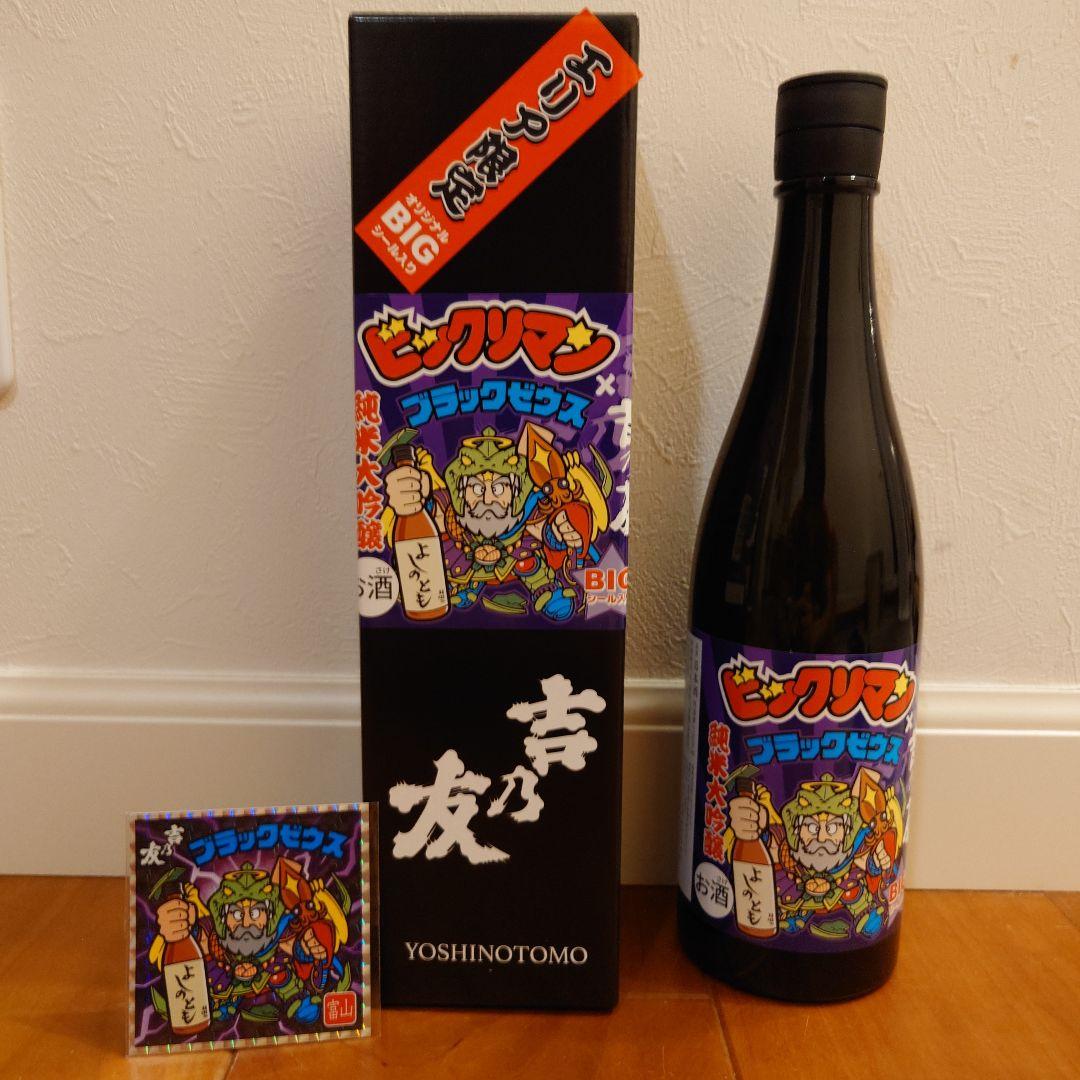 エリア限定
オリジナル
BIG
シール入り
ビックリマン
×
ブラックゼウス
純米大吟醸
さけ
お酒
よしのとも
BIG
シール入
吉乃友
YOSHINOTOMO
吉乃友
ブラックゼウス
よしのとも
富山
ビックリマン
×
ブラックゼウス
純米大吟醸
さけ
お酒
よしのとも